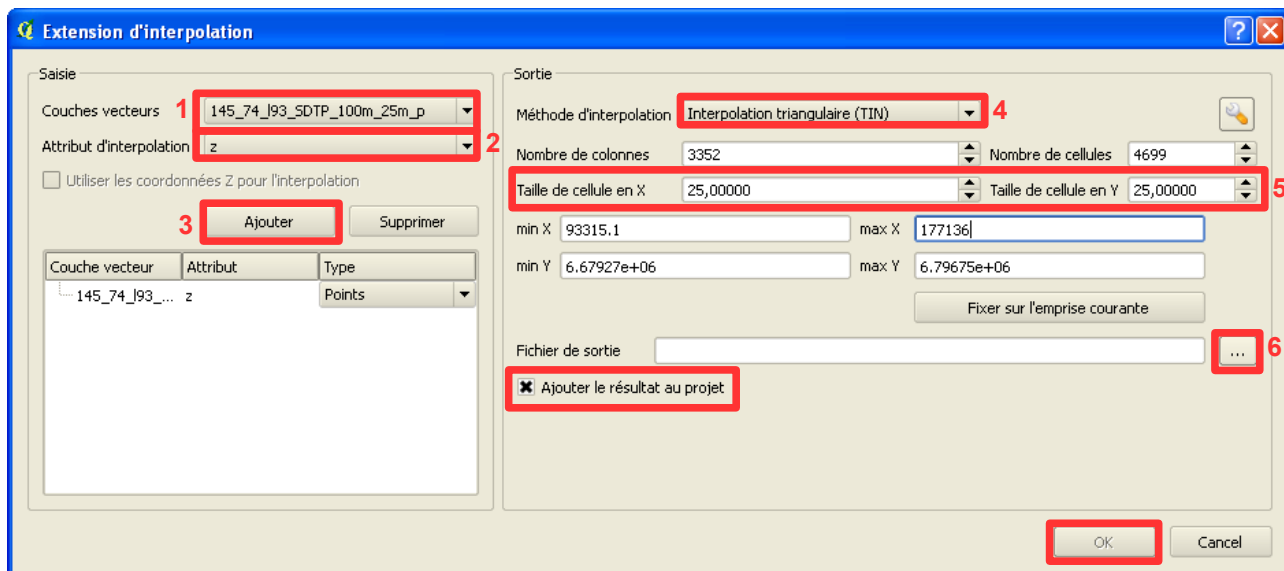 Extension d'interpolation
Saisie
Couches vecteurs 1 145_74_l93_SDTP_100m_25m_p
Attribut d'interpolation z 2
Utiliser les coordonnées Z pour l'interpolation
3 Ajouter Supprimer
Couche vecteur Attribut Type
145_74_l93_... z Points
Sortie
Méthode d'interpolation Interpolation triangulaire (TIN) 4
Nombre de colonnes 3352 Nombre de cellules 4699
Taille de cellule en X 25,00000 Taille de cellule en Y 25,00000 5
min X 93315.1 max X 177136
min Y 6.67927e+06 max Y 6.79675e+06
Fixer sur l'emprise courante
Fichier de sortie ... 6
Ajouter le résultat au projet
OK Cancel